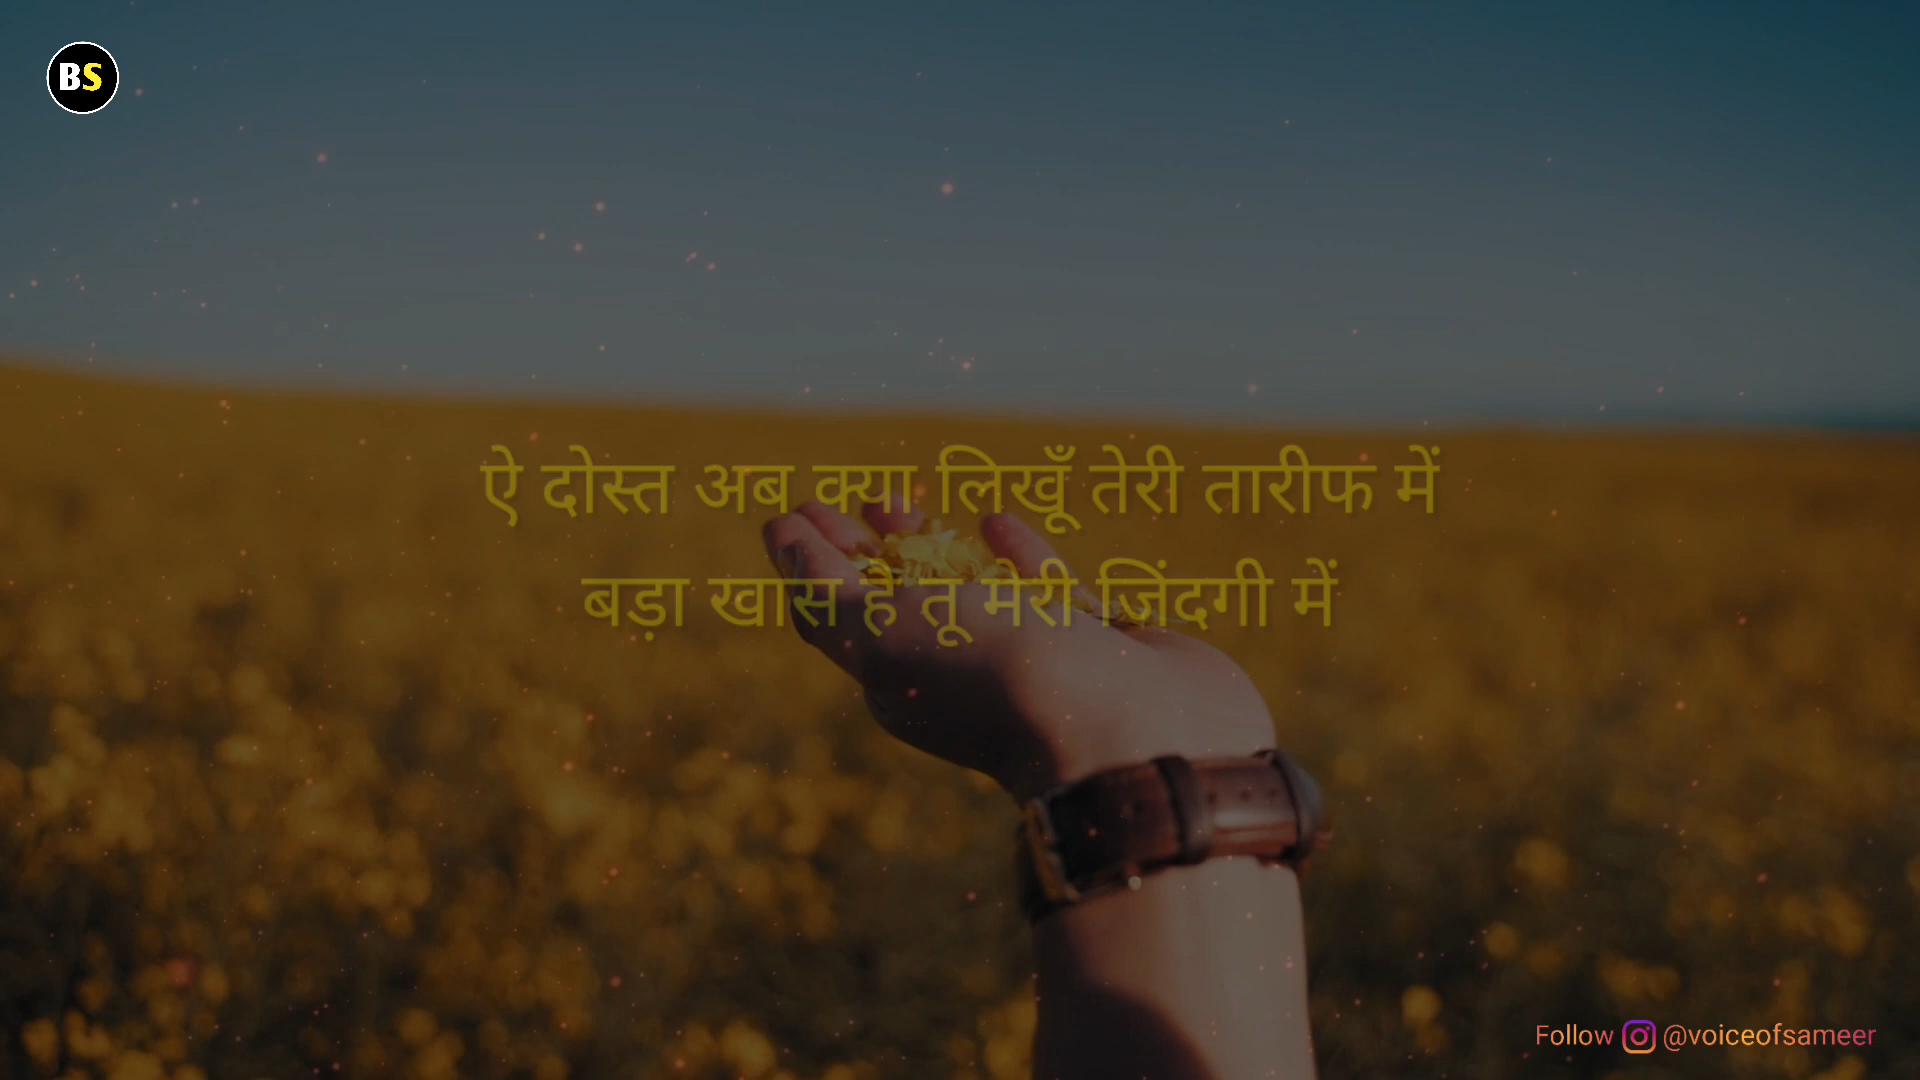 BS
ऐ दोस्त अब क्या लिखूँ तेरी तारीफ में
बड़ा खास है तू मेरी जिंदगी में
Follow @voiceofsameer